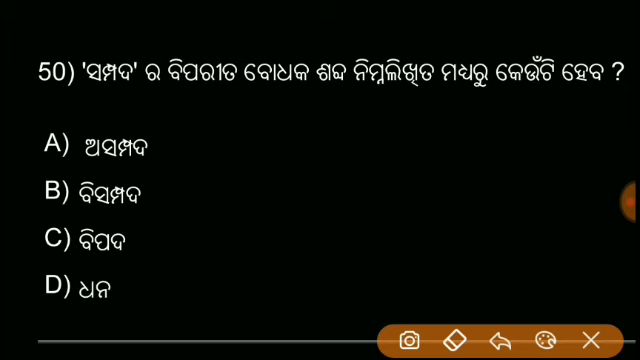 50) 'ସମ୍ପଦ' ର ବିପରୀତ ବୋଧକ ଶବ୍ଦ ନିମ୍ନଲିଖିତ ମଧ୍ୟରୁ କେଉଁଟି ହେବ ?
A) ଅସମ୍ପଦ
B) ବିସମ୍ପଦ
C) ବିପଦ
D) ଧନ